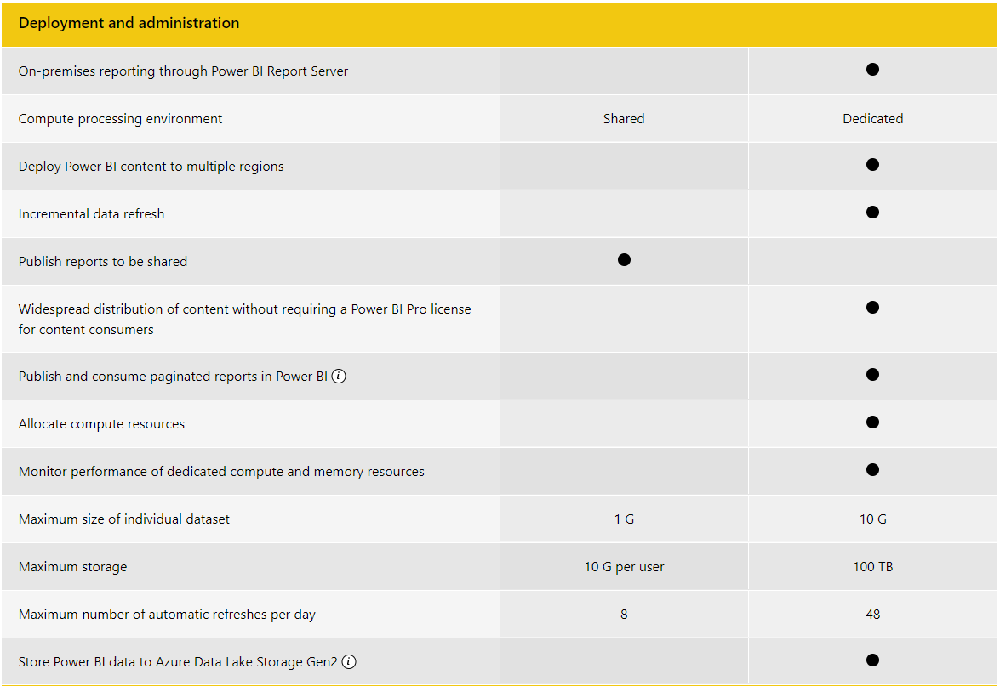 Deployment and administration
On-premises reporting through Power BI Report Server
Compute processing environment Shared Dedicated
Deploy Power BI content to multiple regions
Incremental data refresh
Publish reports to be shared
Widespread distribution of content without requiring a Power BI Pro license
for content consumers
Publish and consume paginated reports in Power BI
Allocate compute resources
Monitor performance of dedicated compute and memory resources
Maximum size of individual dataset 1 G 10 G
Maximum storage 10 G per user 100 TB
Maximum number of automatic refreshes per day 8 48
Store Power BI data to Azure Data Lake Storage Gen2